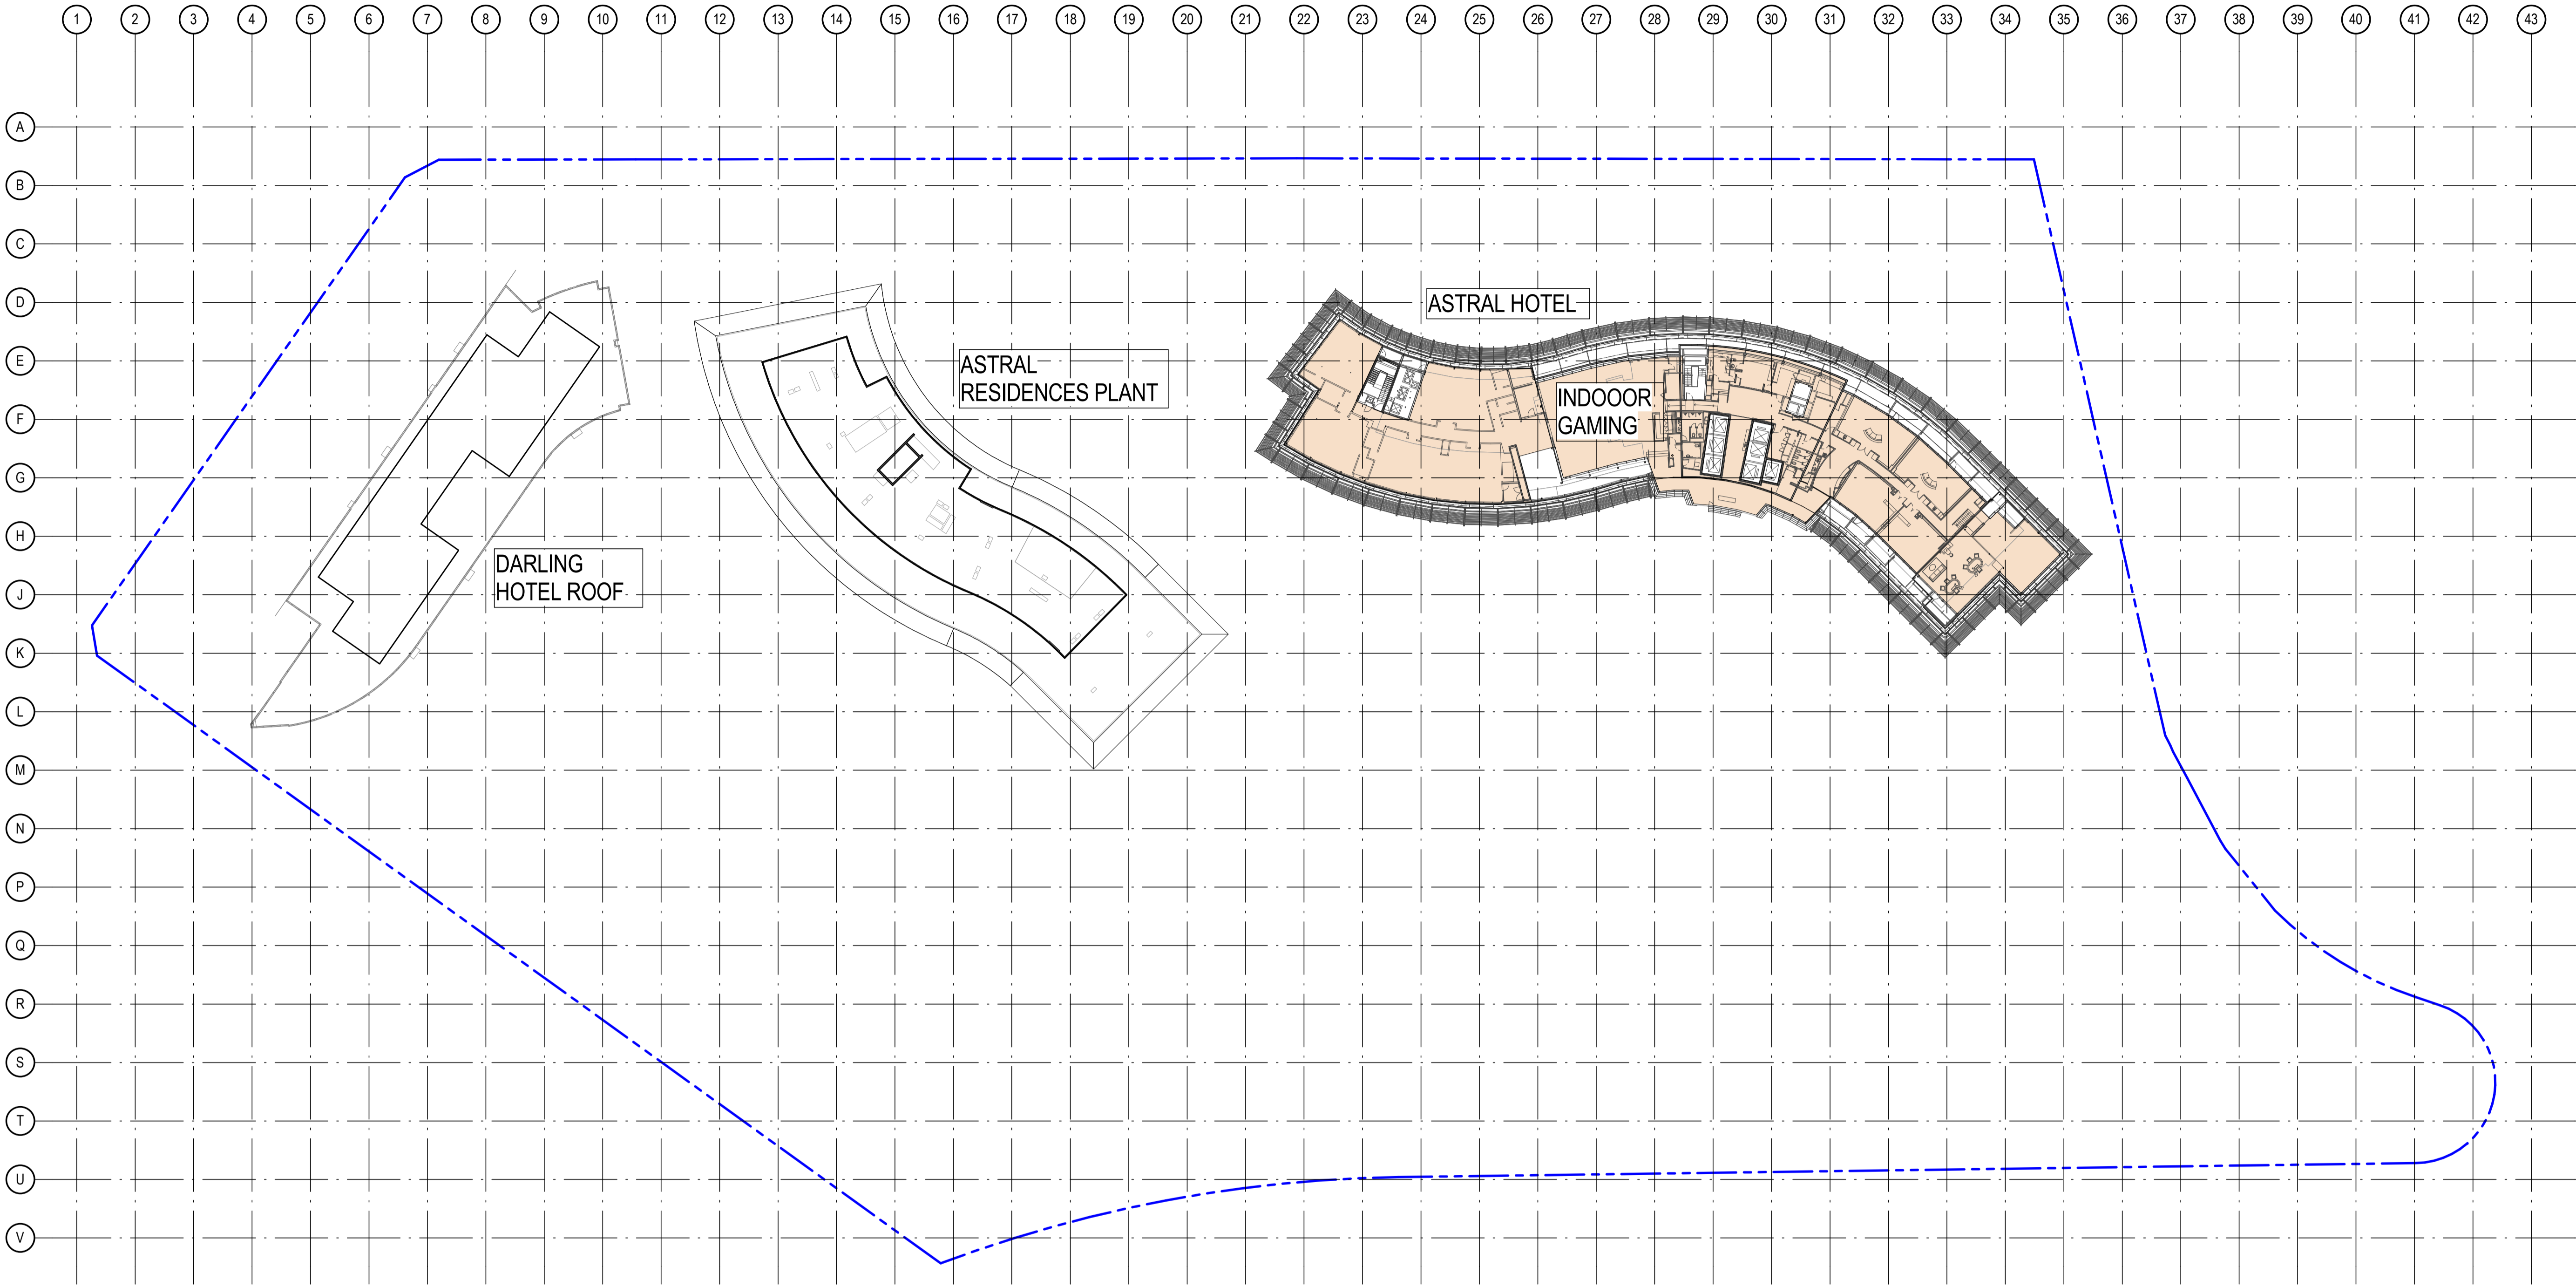 1 2 3 4 5 6 7 8 9 10 11 12 13 14 15 16 17 18 19 20 21 22 23 24 25 26 27 28 29 30 31 32 33 34 35 36 37 38 39 40 41 42 43
A
B
C
D
ASTRAL HOTEL
E
ASTRAL
RESIDENCES PLANT
INDOOOR
GAMING
F
G
H
DARLING
HOTEL ROOF
J
K
L
M
N
P
Q
R
S
T
U
V